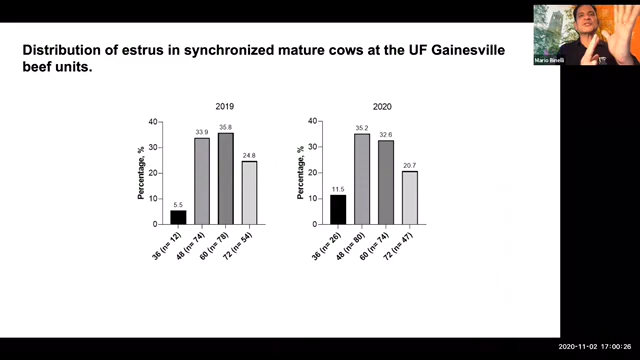 Distribution of estrus in synchronized mature cows at the UF Gainesville
beef units.
Mario Binelli
2019
2020
Percentage, %
40
30
20
10
0
5.5
33.9
35.8
24.8
36 (n= 12)
48 (n= 74)
60 (n= 78)
72 (n= 54)
Percentage, %
40
30
20
10
0
11.5
35.2
32.6
20.7
36 (n= 26)
48 (n= 80)
60 (n= 74)
72 (n= 47)
2020-11-02 17:00:26